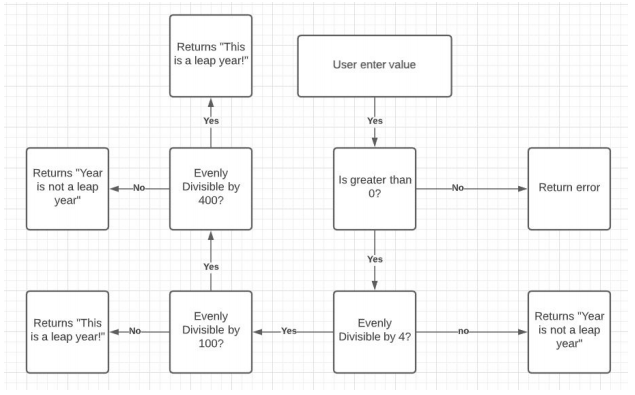 Returns "This
is a leap year!"
User enter value
Yes
Yes
Returns "Year
is not a leap
year"
No
Evenly
Divisible by
400?
Is greater than
0?
No
Return error
Yes
Yes
Returns "This
is a leap year!"
No
Evenly
Divisible by
100?
Yes
Evenly
Divisible by 4?
no
Returns "Year
is not a leap
year"